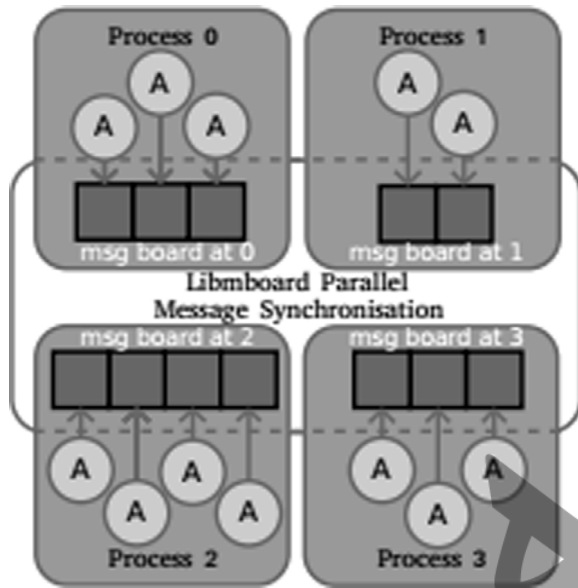 Process 0
Process 1
A
A
A
A
A
msg board at 0
msg board at 1
Libmboard Parallel
Message Synchronisation
msg board at 2
msg board at 3
A
A
A
A
A
A
A
Process 2
Process 3